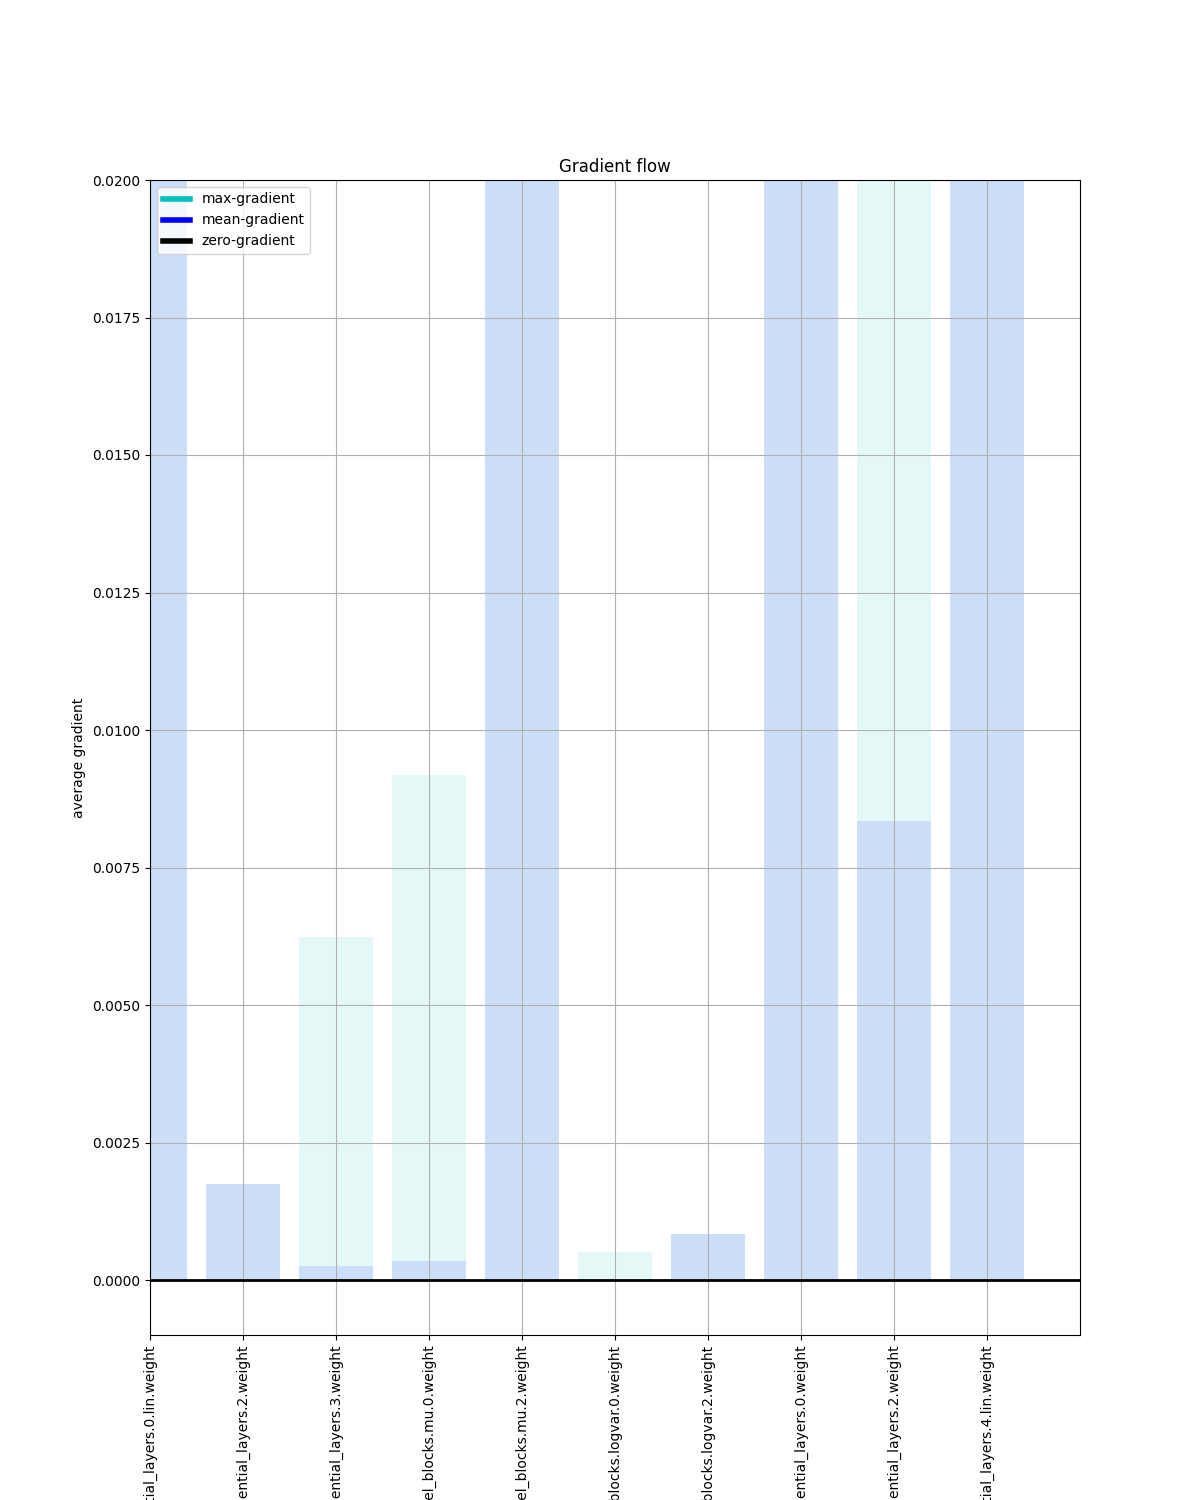 Gradient flow
max-gradient
mean-gradient
zero-gradient
0.0200
0.0175
0.0150
0.0125
0.0100
0.0075
0.0050
0.0025
0.0000
average gradient
tial_layers.0.lin.weight
ential_layers.2.weight
ential_layers.3.weight
el_blocks.mu.0.weight
el_blocks.mu.2.weight
blocks.logvar.0.weight
blocks.logvar.2.weight
ential_layers.0.weight
ential_layers.2.weight
tial_layers.4.lin.weight